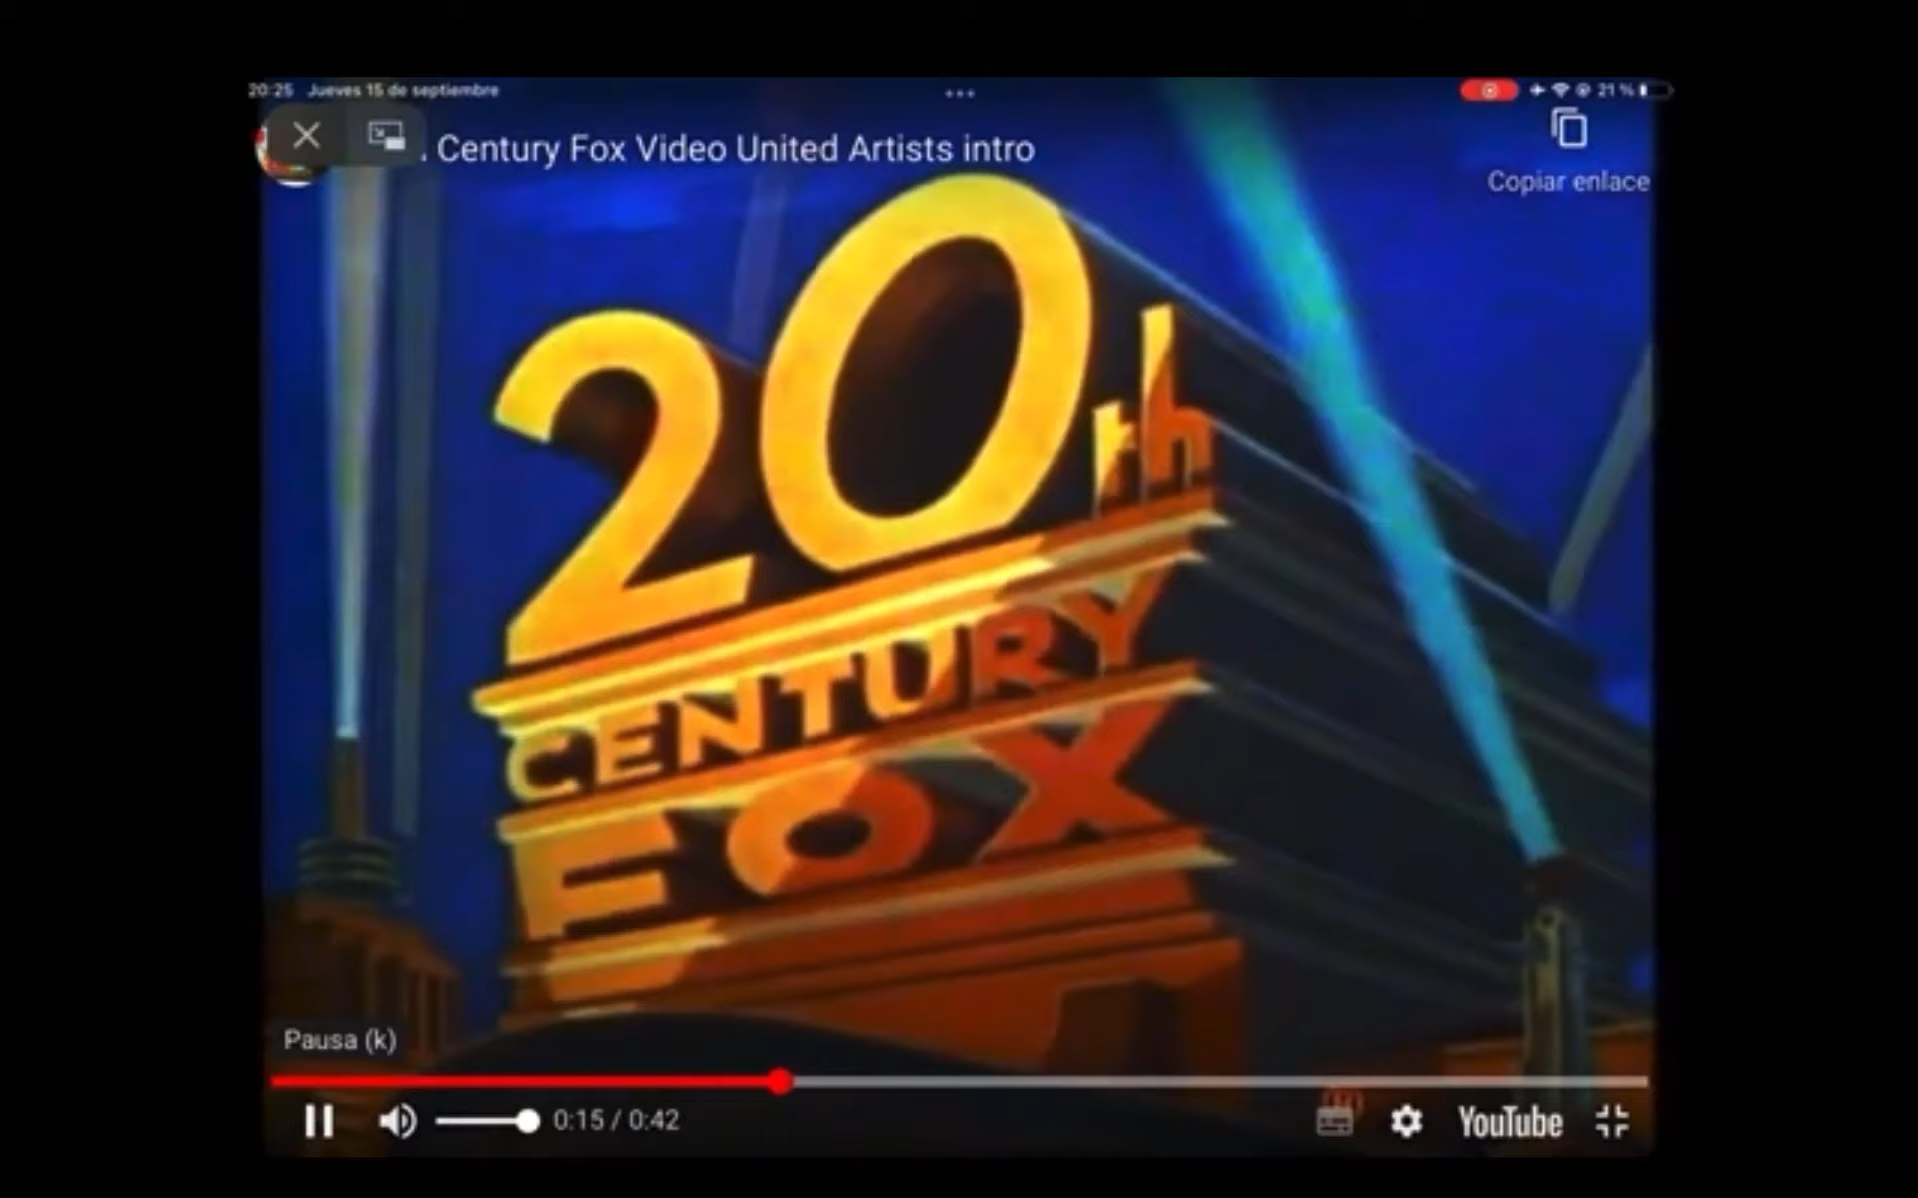 20:25 Jueves 15 de septiembre
21 %
. Century Fox Video United Artists intro
Copiar enlace
20th
CENTURY
FOX
Pausa (k)
0:15 / 0:42
YouTube